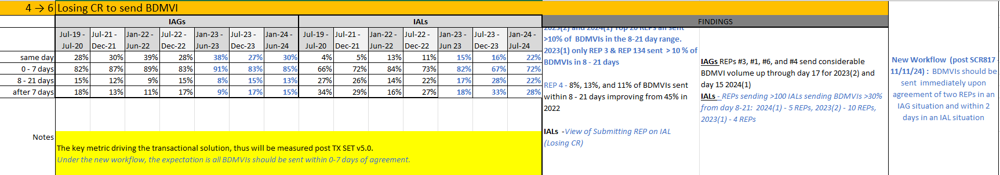 4 → 6 Losing CR to send BDMVI
IAGs IALs FINDINGS
Jul-19 - Jul-21 - Jan-22 - Jul-22 - Jan-23 - Jul-23 - Jan-24 - Jul-19 - Jul-21 - Jan-22 - Jul-22 - Jan-23 - Jul-23 - Jan-24 -
Jul-20 Dec-21 Jun-22 Dec-22 Jun-23 Dec-23 Jun-24 Jul-20 Dec-21 Jun-22 Dec-22 Jun 23 Dec-23 Jul-24
same day 28% 30% 39% 28% 38% 27% 30% 4% 5% 13% 11% 15% 16% 22%
0 - 7 days 82% 87% 89% 83% 91% 83% 85% 66% 72% 84% 73% 82% 67% 72%
8 - 21 days 15% 12% 9% 15% 8% 15% 13% 27% 26% 14% 22% 17% 28% 22%
after 7 days 18% 13% 11% 17% 9% 17% 15% 34% 29% 16% 27% 18% 33% 28%
Notes
The key metric driving the transactional solution, thus will be measured post TX SET v5.0.
Under the new workflow, the expectation is all BDMVIs should be sent within 0-7 days of agreement.
2023(2) and 2024(1) Top 20 REPs all sent
>10% of BDMVIs in the 8-21 day range.
2023(1) only REP 3 & REP 134 sent > 10 % of
BDMVIs in 8 - 21 days
REP 4 - 8%, 13%, and 11% of BDMVIs sent
within 8 - 21 days improving from 45% in
2022
IALs -View of Submitting REP on IAL
(Losing CR)
IAGs REPs #3, #1, #6, and #4 send considerable
BDMVI volume up through day 17 for 2023(2) and
day 15 2024(1)
IALs - REPs sending >100 IALs sending BDMVIs >30%
from day 8-21: 2024(1) - 5 REPs, 2023(2) - 10 REPs,
2023(1) - 4 REPs
New Workflow (post SCR817 -
11/11/24) : BDMVIs should be
sent immediately upon
agreement of two REPs in an
IAG situation and within 2
days in an IAL situation